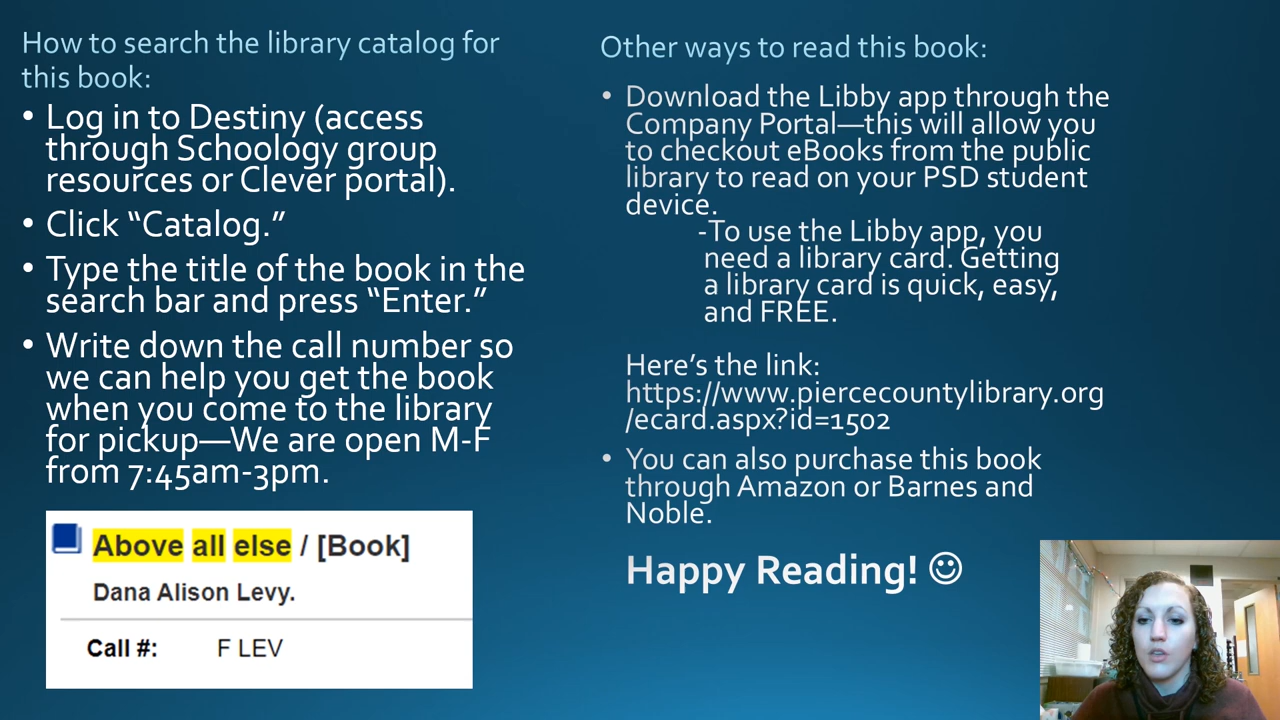 How to search the library catalog for
this book:
• Log in to Destiny (access
through Schoology group
resources or Clever portal).
• Click “Catalog.”
• Type the title of the book in the
search bar and press “Enter.”
• Write down the call number so
we can help you get the book
when you come to the library
for pickup—We are open M-F
from 7:45am-3pm.
Above all else / [Book]
Dana Alison Levy.
Call #: F LEV
Other ways to read this book:
• Download the Libby app through the
Company Portal—this will allow you
to checkout eBooks from the public
library to read on your PSD student
device.
-To use the Libby app, you
need a library card. Getting
a library card is quick, easy,
and FREE.
Here’s the link:
https://www.piercecountylibrary.org
/ecard.aspx?id=1502
• You can also purchase this book
through Amazon or Barnes and
Noble.
Happy Reading! ☺